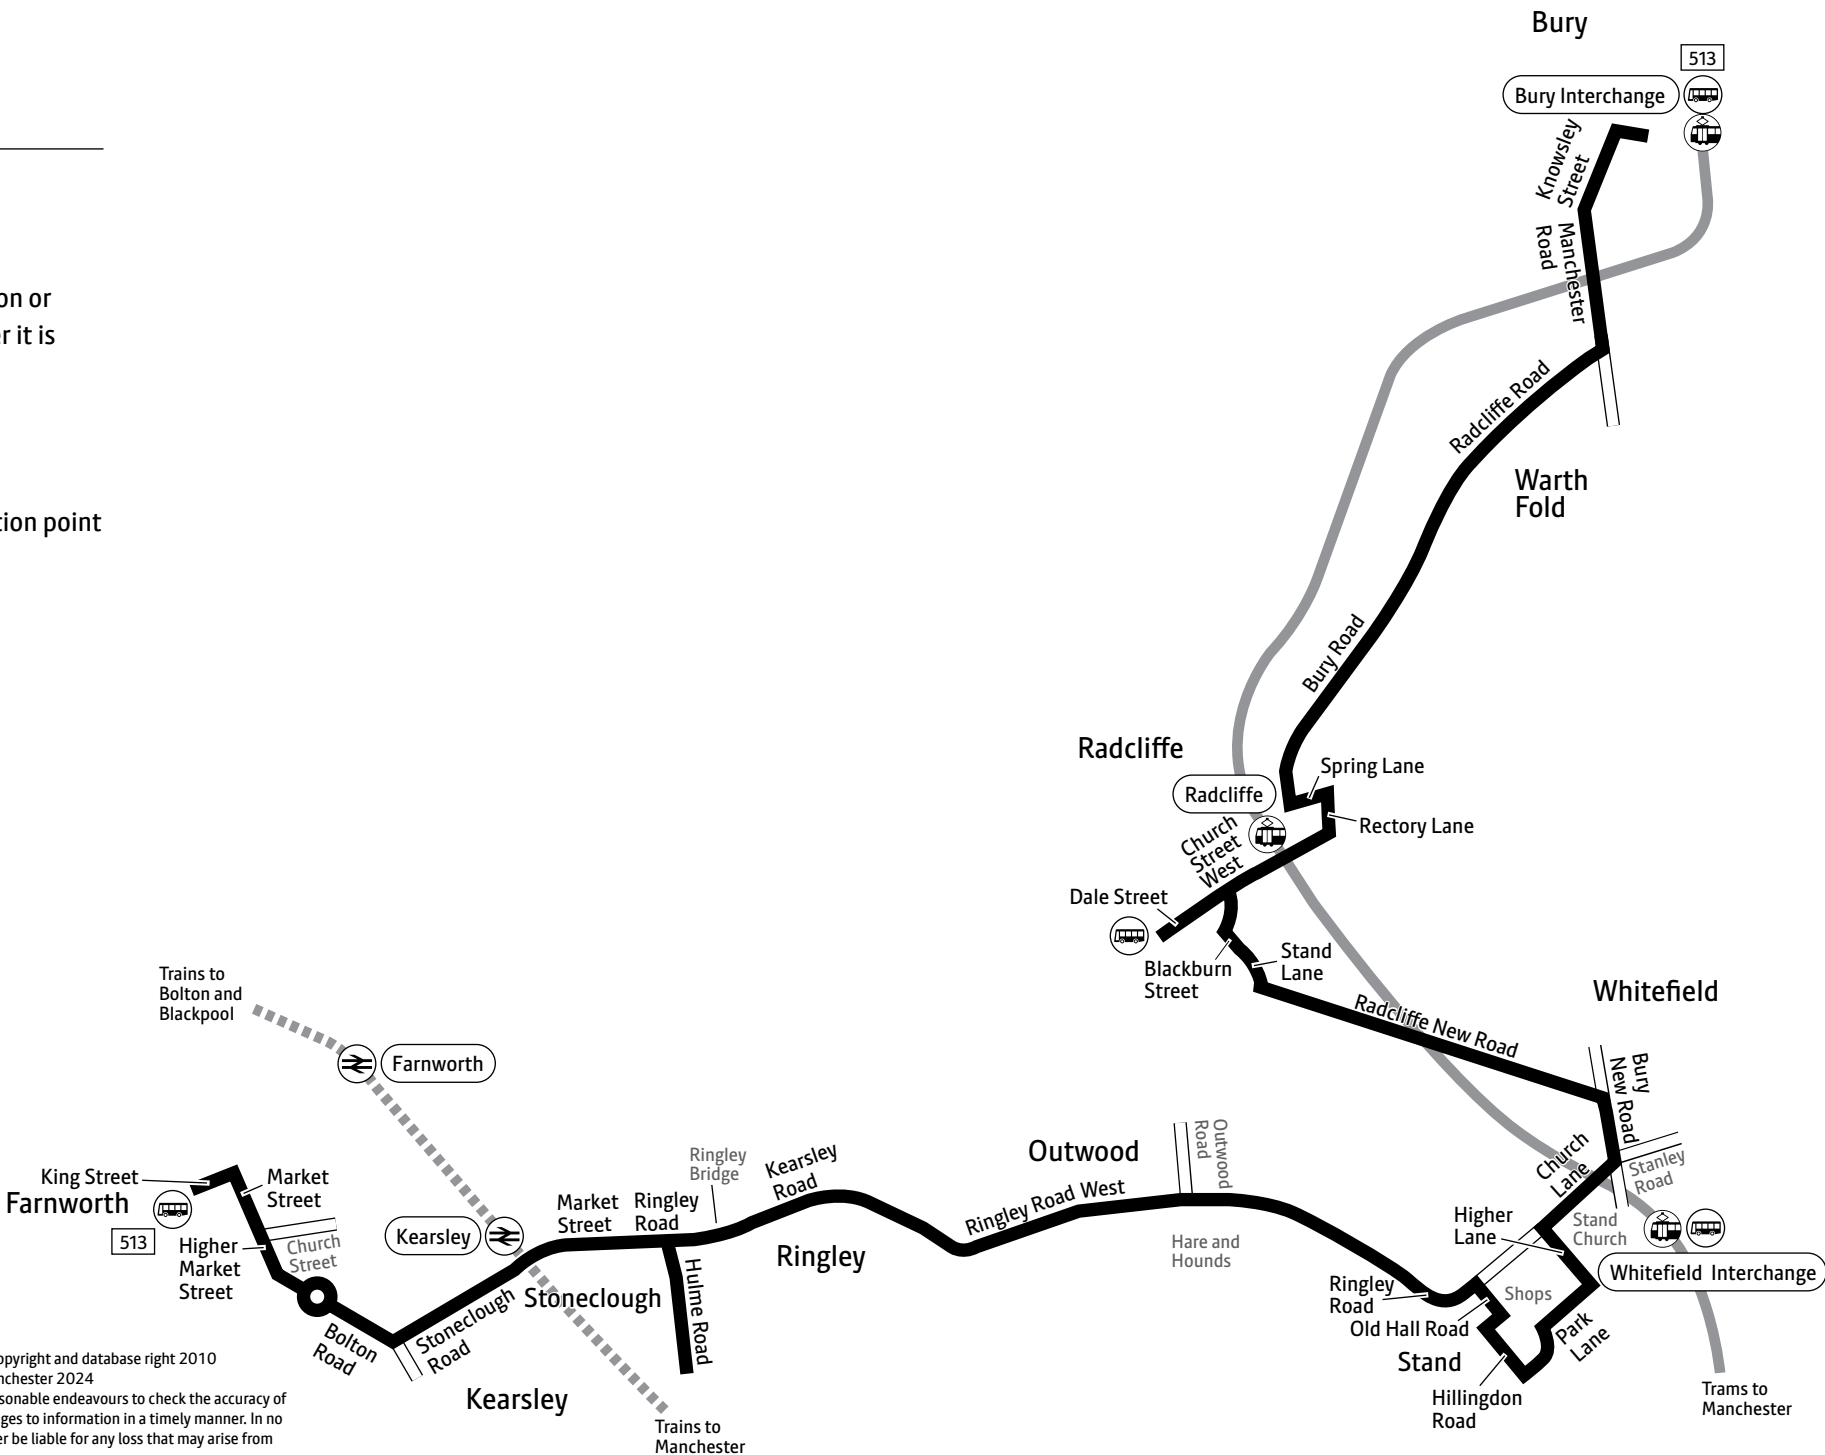 Bury
513
Bury Interchange
Knowsley
Street
Manchester
Road
on or
r it is
Radcliffe Road
Warth
Fold
tion point
Bury Road
Radcliffe
Spring Lane
Radcliffe
Rectory Lane
Church
Street
West
Dale Street
Stand
Lane
Blackburn
Street
Whitefield
Radcliffe New Road
Trains to
Bolton and
Blackpool
Farnworth
Bury
New Road
Church
Lane
Stanley
Road
Outwood
Road
Outwood
Ringley
Bridge
Kearsley
Road
King Street
Farnworth
513
Market
Street
Higher
Market
Street
Church
Street
Kearsley
Market
Street
Ringley
Road
Ringley Road West
Higher
Lane
Stand
Church
Hare and
Hounds
Ringley
Whitefield Interchange
Hulme Road
Stoneclough
Stoneclough
Road
Bolton
Road
Ringley
Road
Shops
Old Hall Road
Park
Lane
Stand
Hillingdon
Road
Kearsley
Trams to
Manchester
Trains to
Manchester
opyright and database right 2010
nchester 2024
sonable endeavours to check the accuracy of
ges to information in a timely manner. In no
er be liable for any loss that may arise from